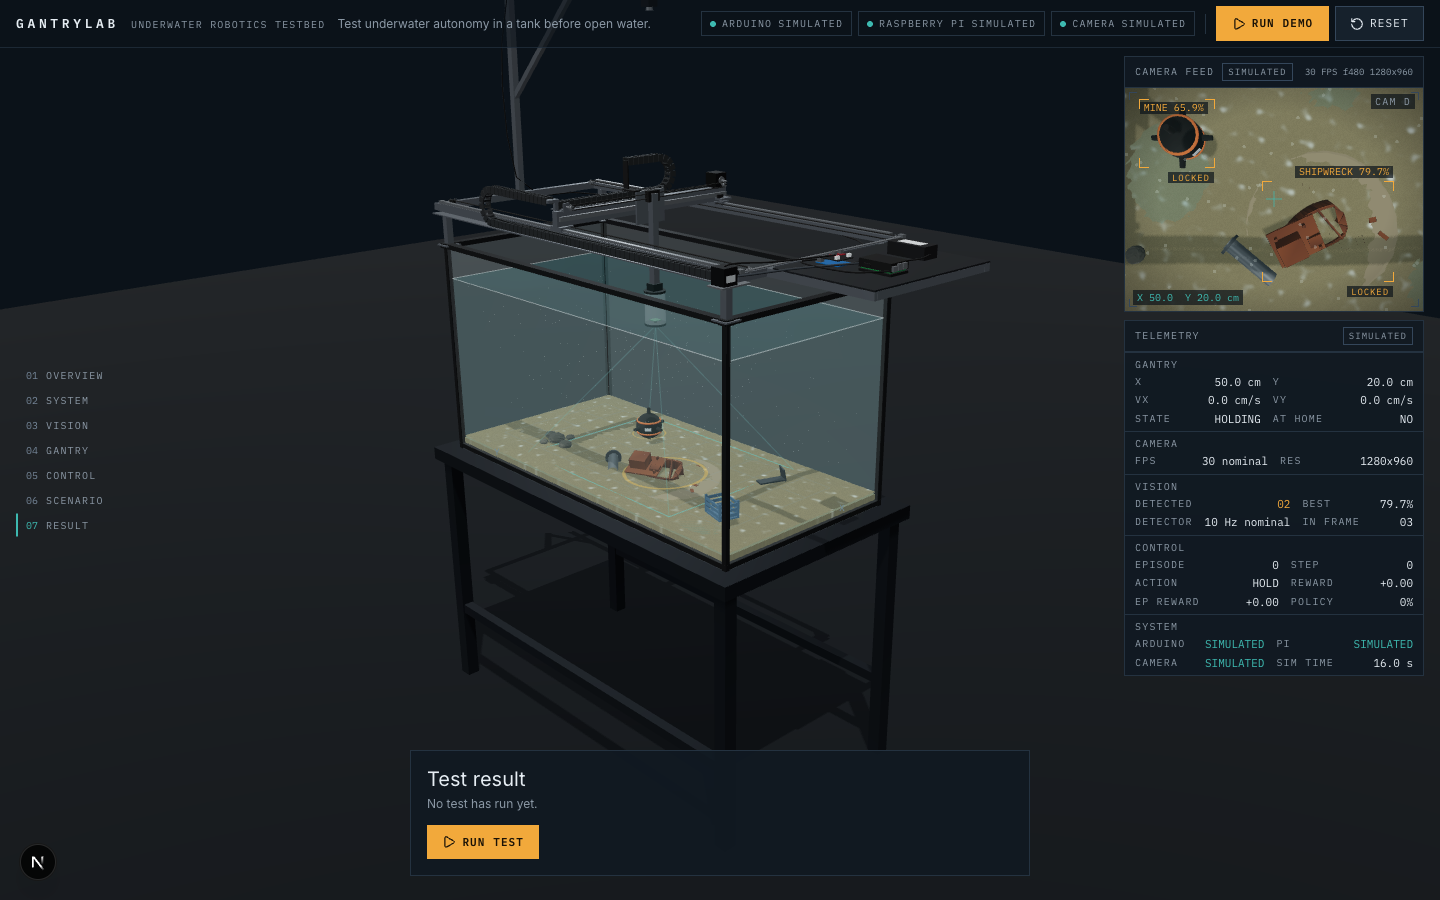 GANTRYLAB UNDERWATER ROBOTICS TESTBED Test underwater autonomy in a tank before open water. ARDUINO SIMULATED RASPBERRY PI SIMULATED CAMERA SIMULATED RUN DEMO RESET
01 OVERVIEW
02 SYSTEM
03 VISION
04 GANTRY
05 CONTROL
06 SCENARIO
07 RESULT
CAMERA FEED SIMULATED 30 FPS f480 1280x960
MINE 65.9% CAM D
SHIPWRECK 79.7%
LOCKED
LOCKED
X 50.0 Y 20.0 cm
TELEMETRY SIMULATED
GANTRY
X 50.0 cm Y 20.0 cm
VX 0.0 cm/s VY 0.0 cm/s
STATE HOLDING AT HOME NO
CAMERA
FPS 30 nominal RES 1280x960
VISION
DETECTED 02 BEST 79.7%
DETECTOR 10 Hz nominal IN FRAME 03
CONTROL
EPISODE 0 STEP 0
ACTION HOLD REWARD +0.00
EP REWARD +0.00 POLICY 0%
SYSTEM
ARDUINO SIMULATED PI SIMULATED
CAMERA SIMULATED SIM TIME 16.0 s
Test result
No test has run yet.
RUN TEST
N